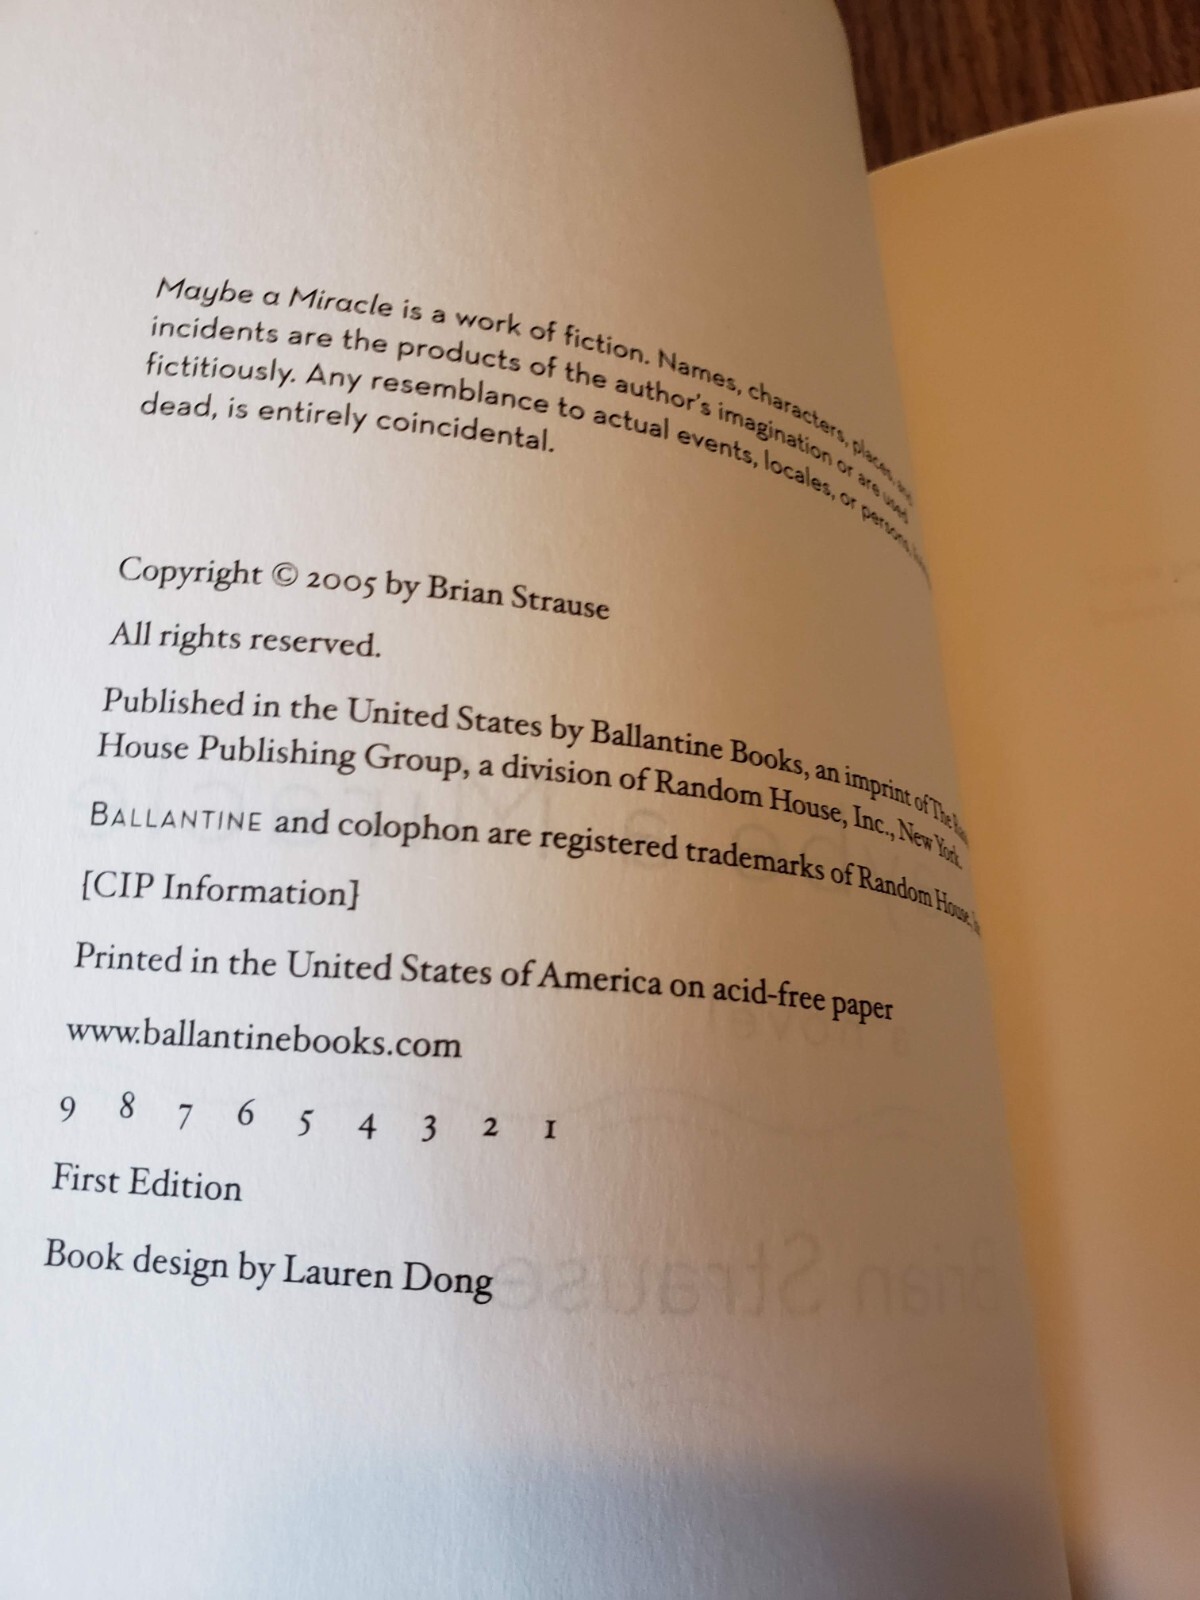 Maybe a Miracle is a work of fiction. Names, characters, places, and
incidents are the products of the author's imagination or are used
fictitiously. Any resemblance to actual events, locales, or persons,
dead, is entirely coincidental.
Copyright © 2005 by Brian Strause
All rights reserved.
Published in the United States by Ballantine Books, an imprint of The
House Publishing Group, a division of Random House, Inc., New York.
BALLANTINE and colophon are registered trademarks of Random House,
[CIP Information]
Printed in the United States of America on acid-free paper
www.ballantinebooks.com
9 8 7 6 5 4 3 2 1
First Edition
Book design by Lauren Dong